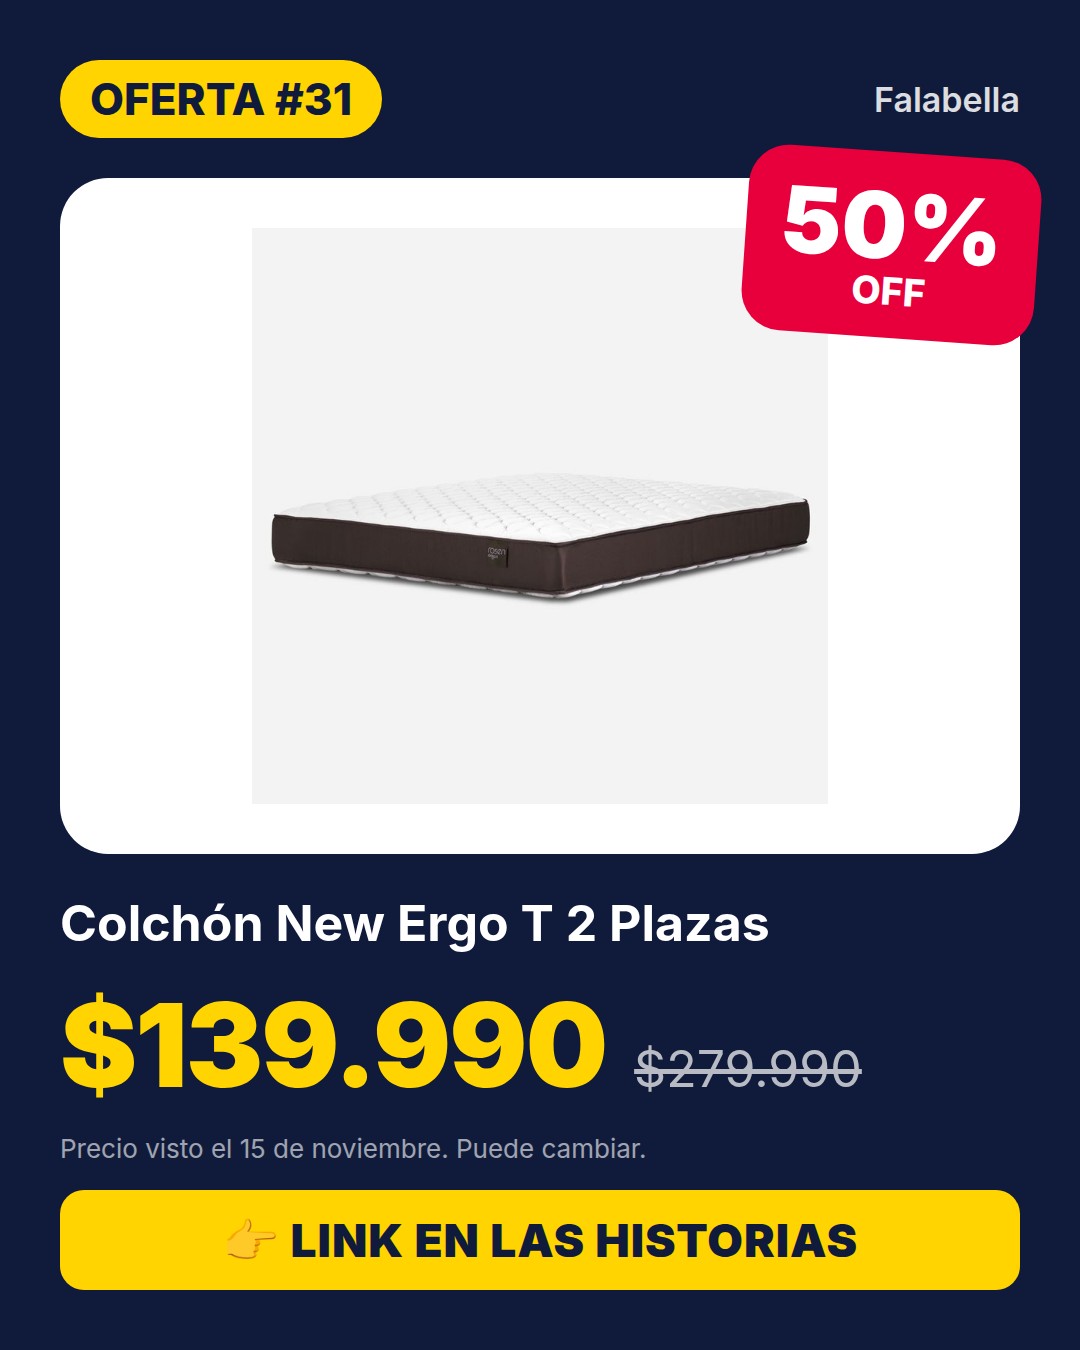 OFERTA #31
Falabella
50%
OFF
rosen
Colchón New Ergo T 2 Plazas
$139.990 $279.990
Precio visto el 15 de noviembre. Puede cambiar.
👉 LINK EN LAS HISTORIAS